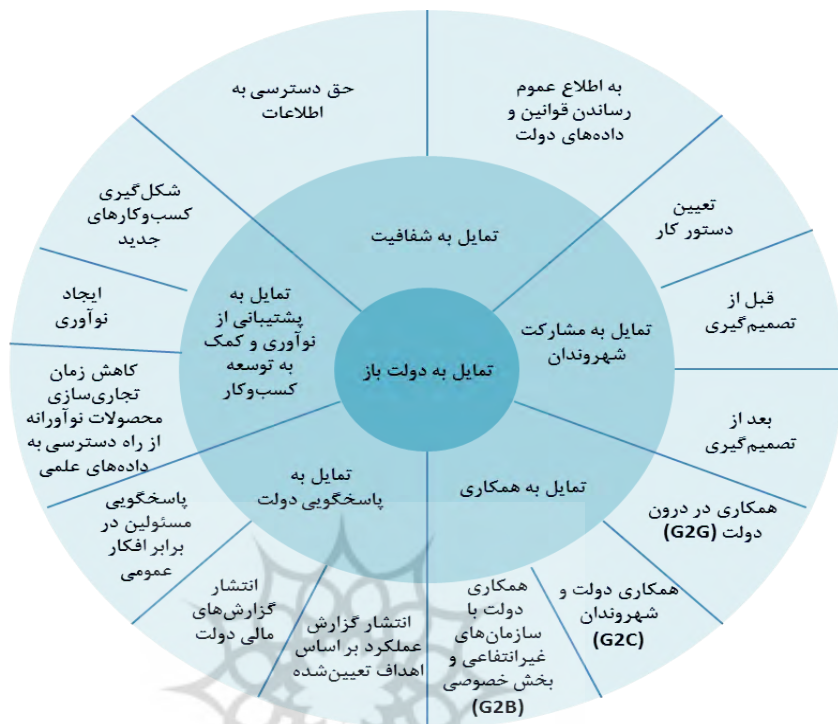 به اطلاع عموم
رساندن قوانین و
داده‌های دولت
حق دسترسی به
اطلاعات
تعیین
دستور کار
شکل‌گیری
کسب‌وکارهای
جدید
تمایل به شفافیت
قبل از
تصمیم‌گیری
ایجاد
نوآوری
تمایل به
پشتیبانی از
نوآوری و کمک
به توسعه
کسب‌وکار
تمایل به مشارکت
شهروندان
تمایل به دولت باز
بعد از
تصمیم‌گیری
کاهش زمان
تجاری‌سازی
محصولات نوآورانه
از راه دسترسی به
داده‌های علمی
تمایل به همکاری
تمایل به
پاسخگویی دولت
همکاری در درون
دولت (G2G)
پاسخگویی
مسئولین در
برابر افکار
عمومی
همکاری دولت و
شهروندان
(G2C)
همکاری
دولت با
سازمان‌های
غیرانتفاعی و
بخش خصوصی
(G2B)
انتشار گزارش
عملکرد بر اساس
اهداف تعیین‌شده
انتشار
گزارش‌های
مالی دولت